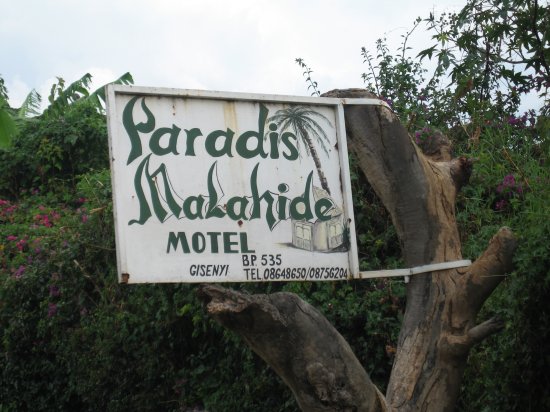 Paradis
Malahide
MOTEL
BP 535
GISENYI TEL 08648650/08756204